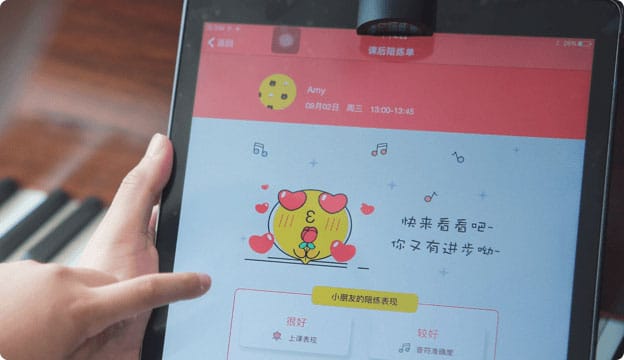 返回
课后陪练单
Amy
08月02日 周三 13:00-13:45
快来看看吧~
你又有进步呦~
小朋友的陪练表现
很好
上课表现
较好
音符准确度